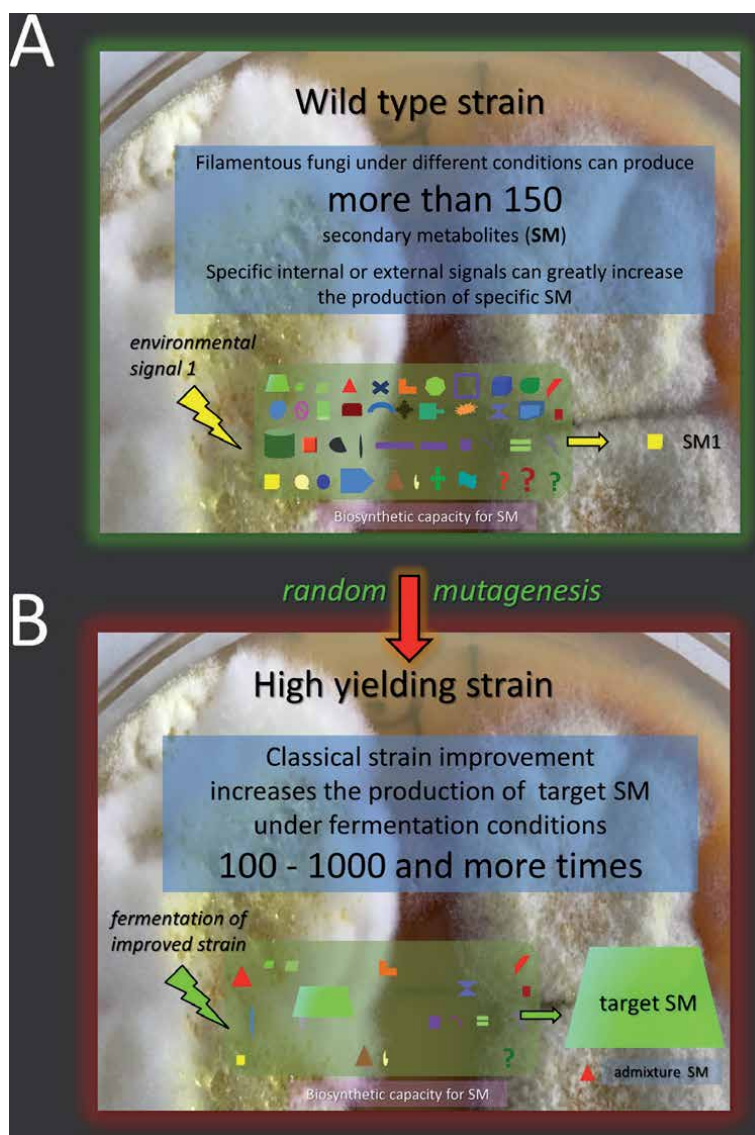 A
Wild type strain
Filamentous fungi under different conditions can produce
more than 150
secondary metabolites (SM)
Specific internal or external signals can greatly increase
the production of specific SM
environmental
signal 1
? ? ?
SM1
Biosynthetic capacity for SM
random mutagenesis
B
High yielding strain
Classical strain improvement
increases the production of target SM
under fermentation conditions
100 - 1000 and more times
fermentation of
improved strain
target SM
?
admixture SM
Biosynthetic capacity for SM